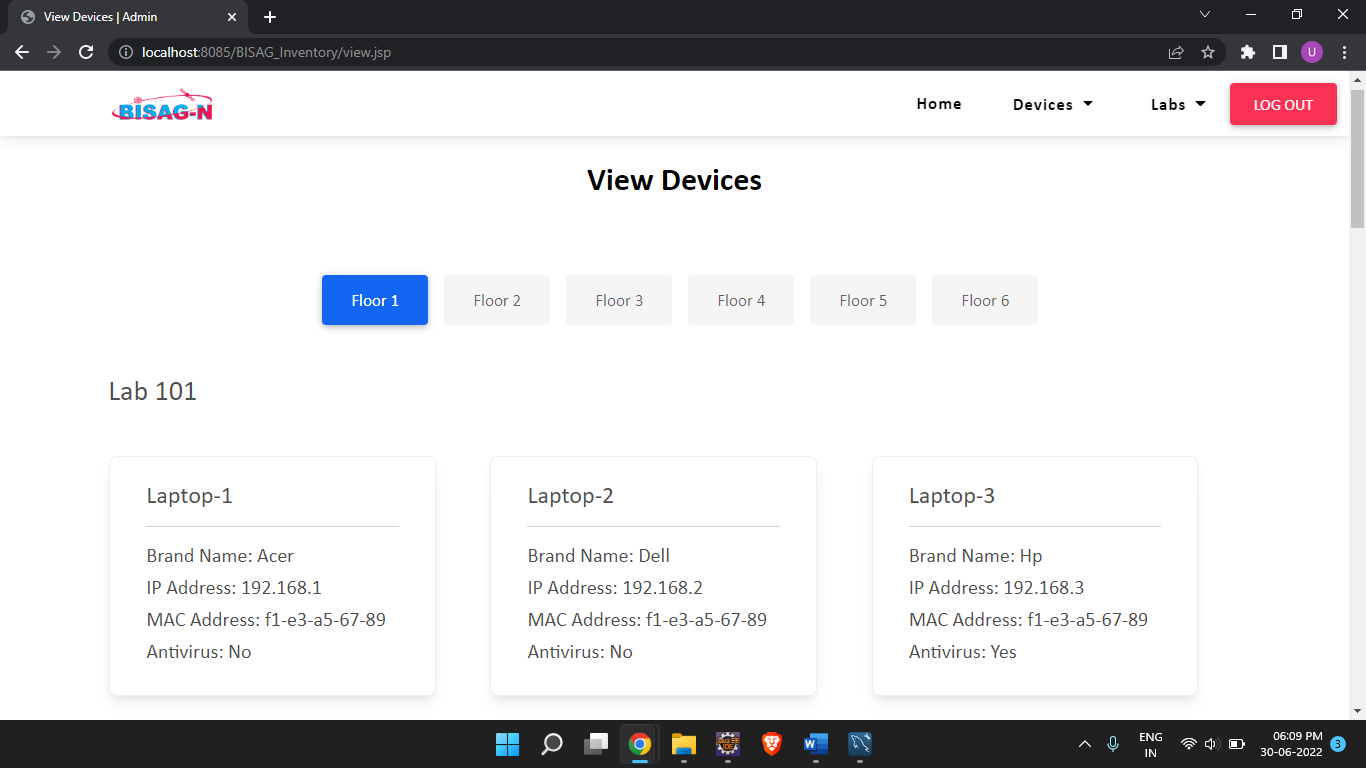 View Devices | Admin
localhost:8085/BISAG_Inventory/view.jsp
U
BISAG-N
Home Devices Labs LOG OUT
View Devices
Floor 1 Floor 2 Floor 3 Floor 4 Floor 5 Floor 6
Lab 101
Laptop-1
Brand Name: Acer
IP Address: 192.168.1
MAC Address: f1-e3-a5-67-89
Antivirus: No
Laptop-2
Brand Name: Dell
IP Address: 192.168.2
MAC Address: f1-e3-a5-67-89
Antivirus: No
Laptop-3
Brand Name: Hp
IP Address: 192.168.3
MAC Address: f1-e3-a5-67-89
Antivirus: Yes
ENG
IN
06:09 PM
30-06-2022
3